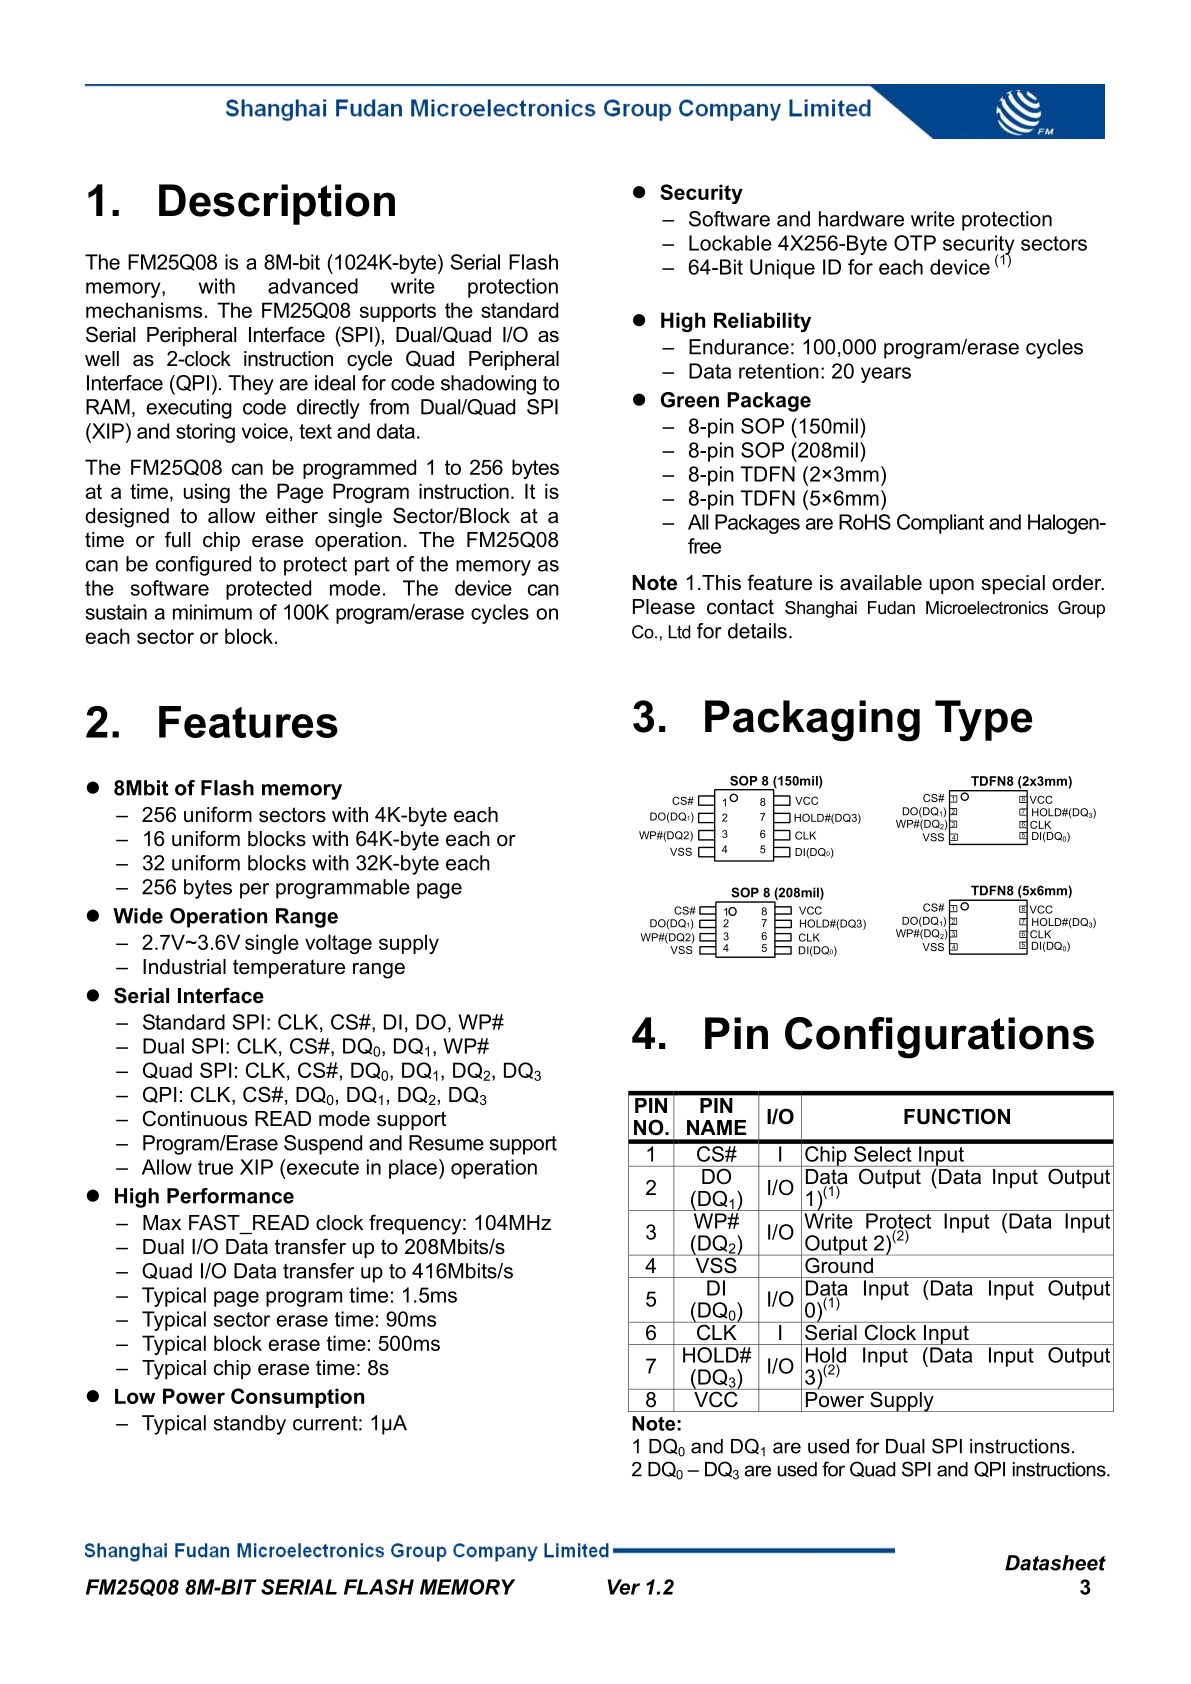 Shanghai Fudan Microelectronics Group Company Limited
FM
1. Description
The FM25Q08 is a 8M-bit (1024K-byte) Serial Flash
memory, with advanced write protection
mechanisms. The FM25Q08 supports the standard
Serial Peripheral Interface (SPI), Dual/Quad I/O as
well as 2-clock instruction cycle Quad Peripheral
Interface (QPI). They are ideal for code shadowing to
RAM, executing code directly from Dual/Quad SPI
(XIP) and storing voice, text and data.
The FM25Q08 can be programmed 1 to 256 bytes
at a time, using the Page Program instruction. It is
designed to allow either single Sector/Block at a
time or full chip erase operation. The FM25Q08
can be configured to protect part of the memory as
the software protected mode. The device can
sustain a minimum of 100K program/erase cycles on
each sector or block.
2. Features
● 8Mbit of Flash memory
– 256 uniform sectors with 4K-byte each
– 16 uniform blocks with 64K-byte each or
– 32 uniform blocks with 32K-byte each
– 256 bytes per programmable page
● Wide Operation Range
– 2.7V~3.6V single voltage supply
– Industrial temperature range
● Serial Interface
– Standard SPI: CLK, CS#, DI, DO, WP#
– Dual SPI: CLK, CS#, DQ0, DQ1, WP#
– Quad SPI: CLK, CS#, DQ0, DQ1, DQ2, DQ3
– QPI: CLK, CS#, DQ0, DQ1, DQ2, DQ3
– Continuous READ mode support
– Program/Erase Suspend and Resume support
– Allow true XIP (execute in place) operation
● High Performance
– Max FAST_READ clock frequency: 104MHz
– Dual I/O Data transfer up to 208Mbits/s
– Quad I/O Data transfer up to 416Mbits/s
– Typical page program time: 1.5ms
– Typical sector erase time: 90ms
– Typical block erase time: 500ms
– Typical chip erase time: 8s
● Low Power Consumption
– Typical standby current: 1μA
● Security
– Software and hardware write protection
– Lockable 4X256-Byte OTP security sectors
– 64-Bit Unique ID for each device (1)
● High Reliability
– Endurance: 100,000 program/erase cycles
– Data retention: 20 years
● Green Package
– 8-pin SOP (150mil)
– 8-pin SOP (208mil)
– 8-pin TDFN (2×3mm)
– 8-pin TDFN (5×6mm)
– All Packages are RoHS Compliant and Halogen-
free
Note 1.This feature is available upon special order.
Please contact Shanghai Fudan Microelectronics Group
Co., Ltd for details.
3. Packaging Type
SOP 8 (150mil)
CS# 1 8 VCC
DO(DQ1) 2 7 HOLD#(DQ3)
WP#(DQ2) 3 6 CLK
VSS 4 5 DI(DQ0)
TDFN8 (2x3mm)
CS# 1 8 VCC
DO(DQ1) 2 7 HOLD#(DQ3)
WP#(DQ2) 3 6 CLK
VSS 4 5 DI(DQ0)
SOP 8 (208mil)
CS# 1 8 VCC
DO(DQ1) 2 7 HOLD#(DQ3)
WP#(DQ2) 3 6 CLK
VSS 4 5 DI(DQ0)
TDFN8 (5x6mm)
CS# 1 8 VCC
DO(DQ1) 2 7 HOLD#(DQ3)
WP#(DQ2) 3 6 CLK
VSS 4 5 DI(DQ0)
4. Pin Configurations
PIN NO. PIN NAME I/O FUNCTION
1 CS# I Chip Select Input
2 DO (DQ1) I/O Data Output (Data Input Output 1)(1)
3 WP# (DQ2) I/O Write Protect Input (Data Input Output 2)(2)
4 VSS Ground
5 DI (DQ0) I/O Data Input (Data Input Output 0)(1)
6 CLK I Serial Clock Input
7 HOLD# (DQ3) I/O Hold Input (Data Input Output 3)(2)
8 VCC Power Supply
Note:
1 DQ0 and DQ1 are used for Dual SPI instructions.
2 DQ0 – DQ3 are used for Quad SPI and QPI instructions.
Shanghai Fudan Microelectronics Group Company Limited
Datasheet
FM25Q08 8M-BIT SERIAL FLASH MEMORY Ver 1.2 3